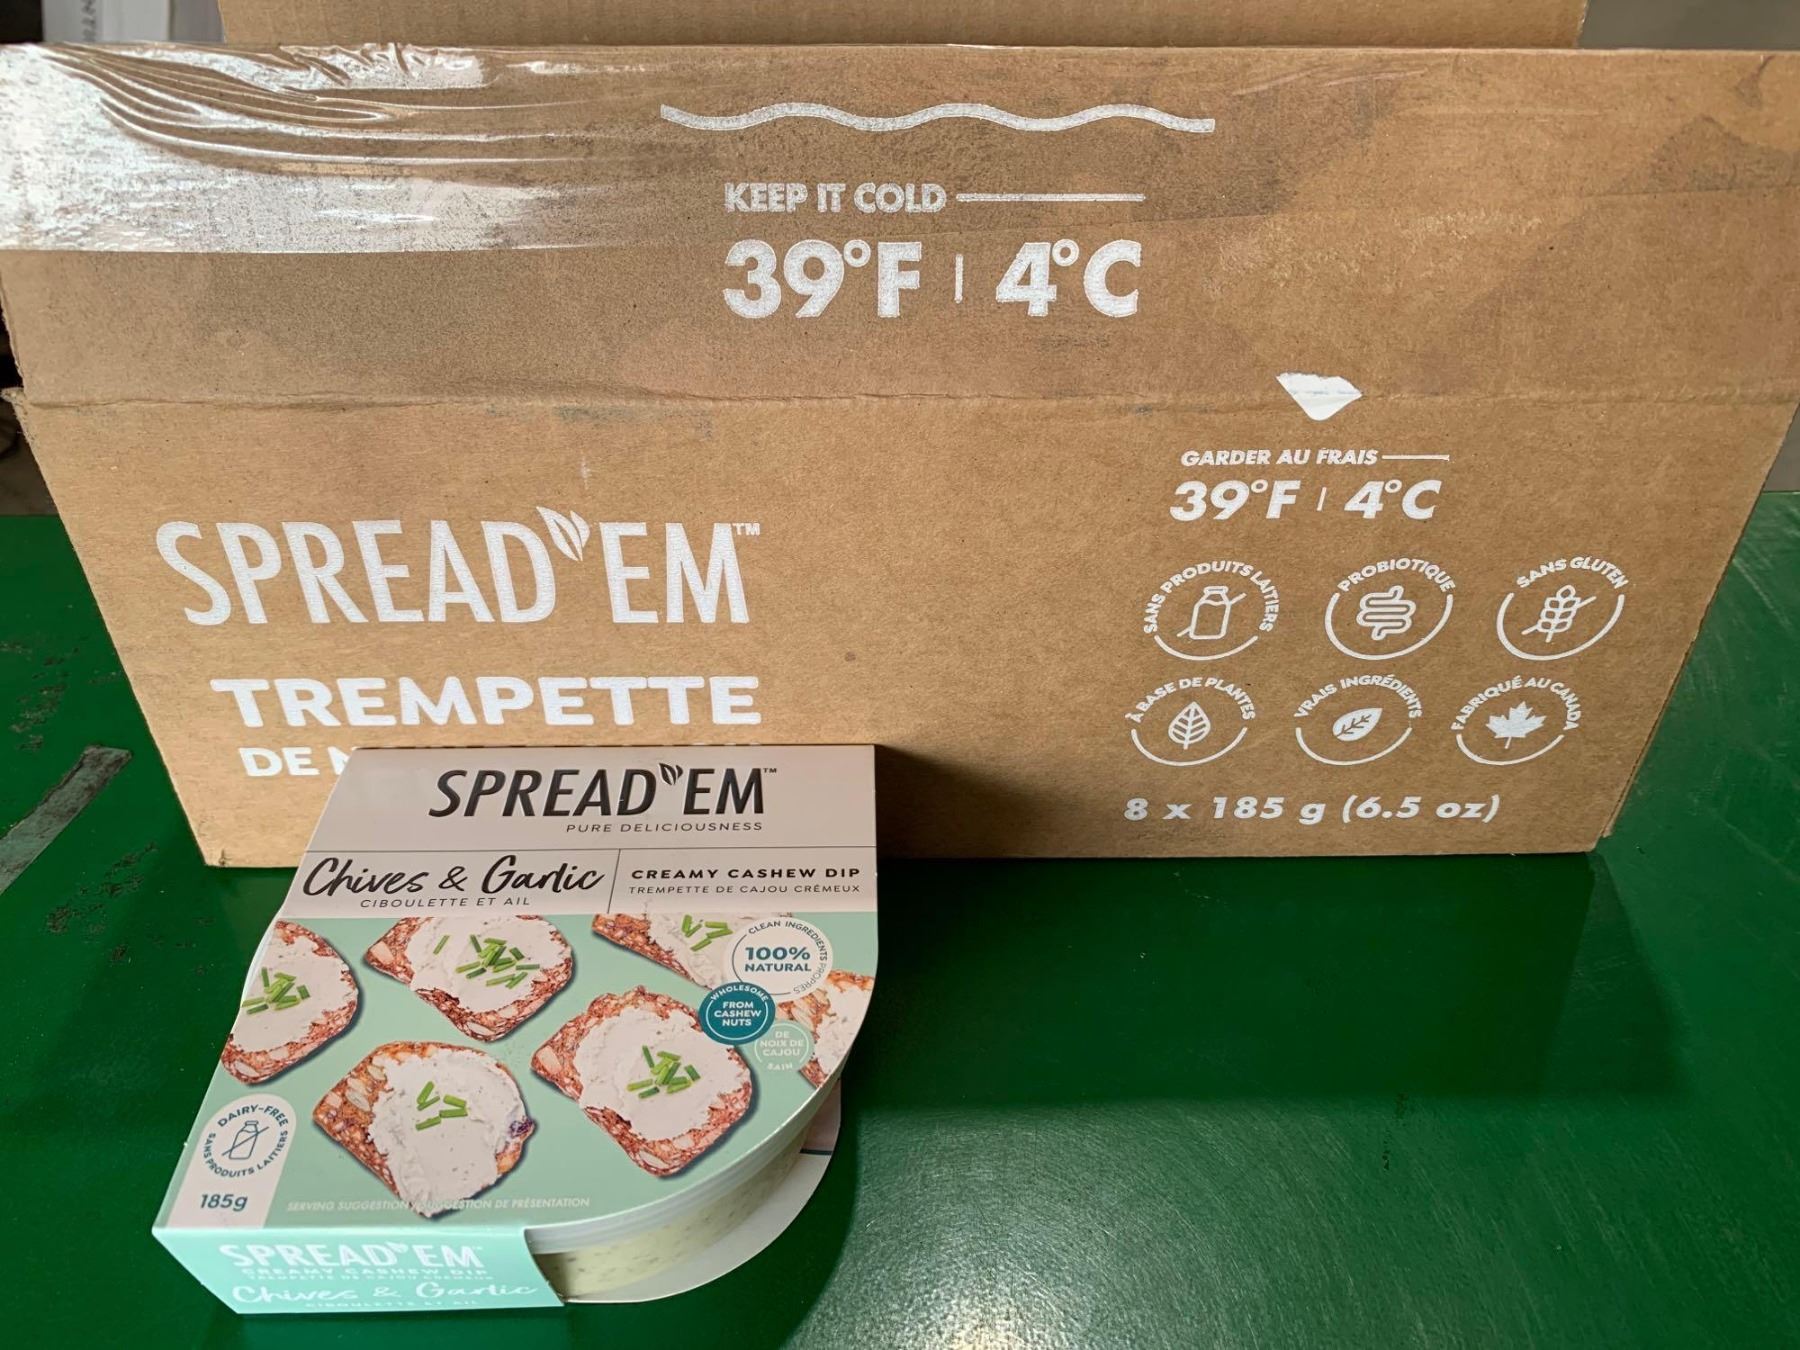 KEEP IT COLD
39°F | 4°C
GARDER AU FRAIS
39°F | 4°C
SANS PRODUITS LAITIERS
PROBIOTIQUE
SANS GLUTEN
À BASE DE PLANTES
VRAIS INGRÉDIENTS
FABRIQUÉ AU CANADA
8 x 185 g (6.5 oz)
SPREAD'EM™
TREMPETTE
DE
SPREAD'EM™
PURE DELICIOUSNESS
Chives & Garlic
CIBOULETTE ET AIL
CREAMY CASHEW DIP
TREMPETTE DE CAJOU CRÉMEUX
CLEAN INGREDIENTS PROPRES
100%
NATURAL
WHOLESOME
FROM
CASHEW
NUTS
DE
NOIX DE
CAJOU
SAIN
DAIRY-FREE
SANS PRODUITS LAITIERS
185g
SERVING SUGGESTION / SUGGESTION DE PRÉSENTATION
SPREAD'EM™
CREAMY CASHEW DIP
TREMPETTE DE CAJOU CRÉMEUX
Chives & Garlic
CIBOULETTE ET AIL